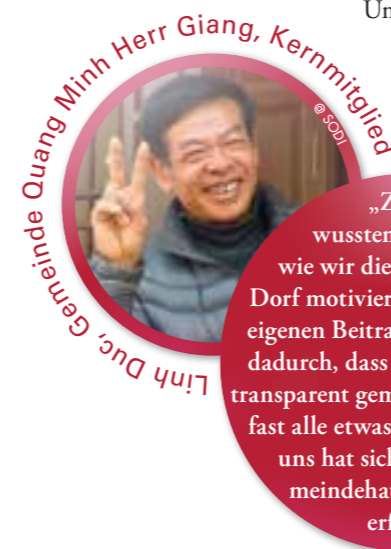 Un
Linh Duc, Gemeinde Quang Minh Herr Giang, Kernmitglied
@ SODI
„Z
wussten
wie wir die
Dorf motivier
eigenen Beitra
dadurch, dass
transparent gem
fast alle etwas
uns hat sich
meindehau
erf